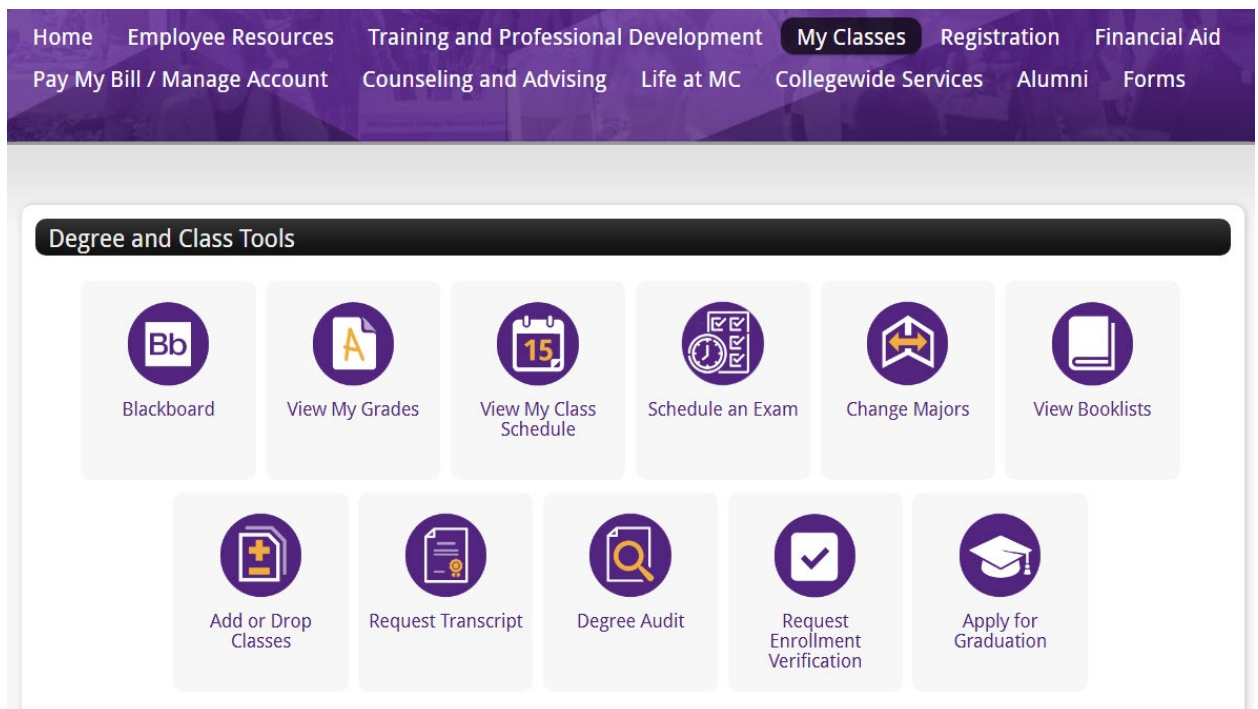 Home Employee Resources Training and Professional Development My Classes Registration Financial Aid
Pay My Bill / Manage Account Counseling and Advising Life at MC Collegewide Services Alumni Forms
Degree and Class Tools
Bb
A
15
Blackboard
View My Grades
View My Class
Schedule
Schedule an Exam
Change Majors
View Booklists
Add or Drop
Classes
Request Transcript
Degree Audit
Request
Enrollment
Verification
Apply for
Graduation